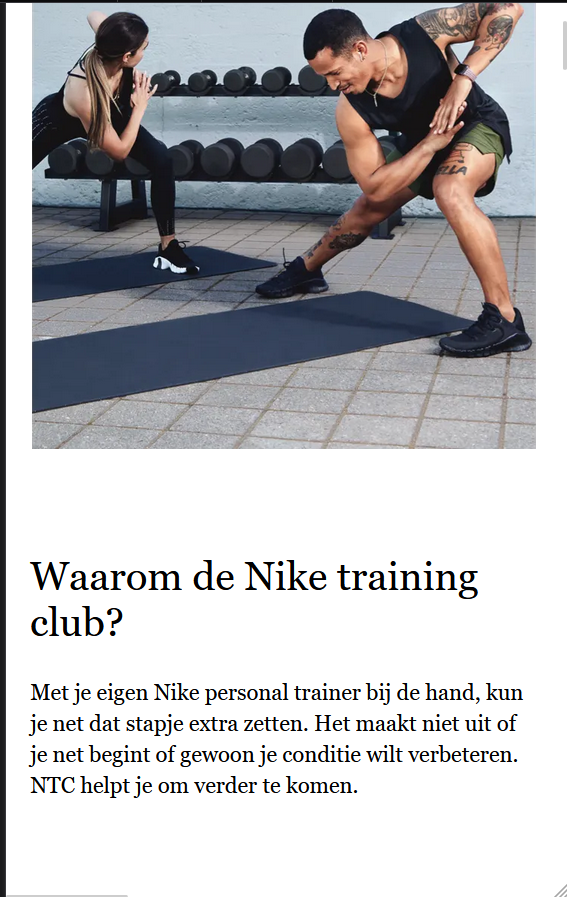 Waarom de Nike training
club?
Met je eigen Nike personal trainer bij de hand, kun
je net dat stapje extra zetten. Het maakt niet uit of
je net begint of gewoon je conditie wilt verbeteren.
NTC helpt je om verder te komen.